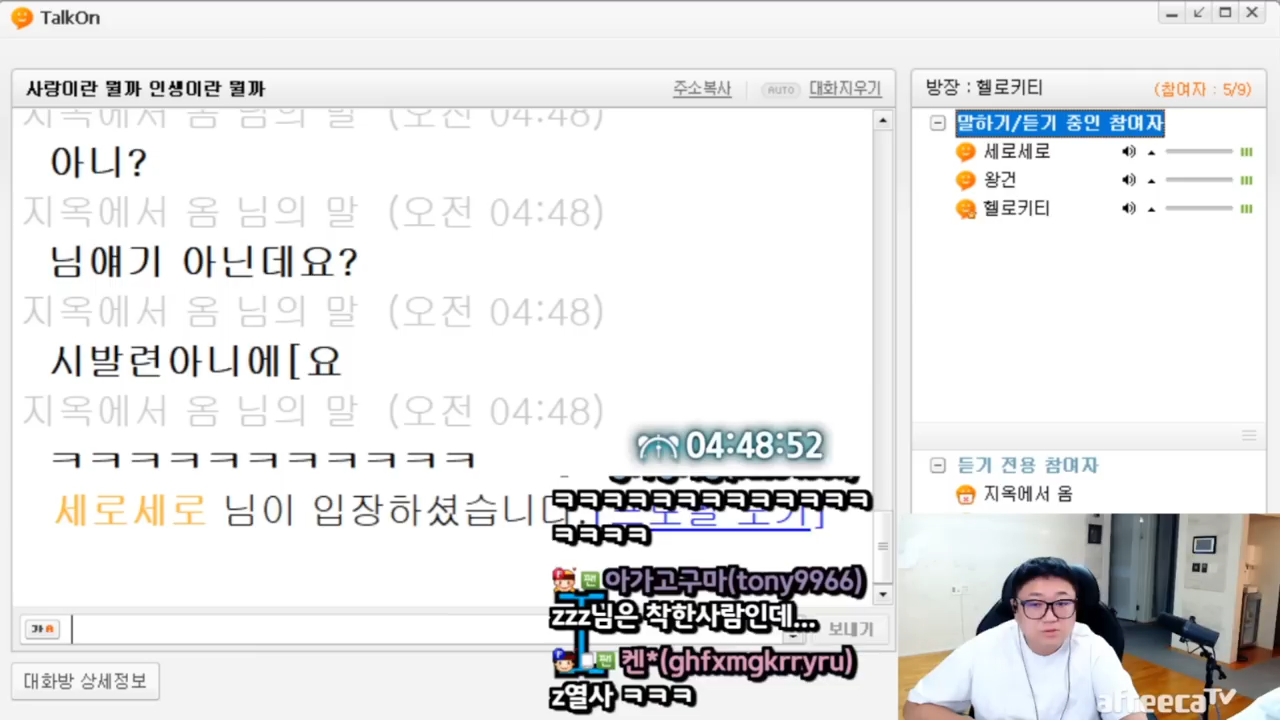 TalkOn
사랑이란 뭘까 인생이란 뭘까
주소복사
AUTO
대화지우기
지옥에서 옴 님의 말 (오전 04:48)
아니?
지옥에서 옴 님의 말 (오전 04:48)
님얘기 아닌데요?
지옥에서 옴 님의 말 (오전 04:48)
시발련아니에[요
지옥에서 옴 님의 말 (오전 04:48)
ㅋㅋㅋㅋㅋㅋㅋㅋㅋㅋㅋ
세로세로 님이 입장하셨습니다.
04:48:52
ㅋㅋㅋㅋㅋㅋㅋㅋㅋㅋㅋㅋㅋ
ㅋㅋㅋㅋ
팬 아가고구마(tony9966)
zzz님은 착한사람인데...
팬 켄*(ghfxmgkrryru)
z열사 ㅋㅋㅋ
가
보내기
대화방 상세정보
방장 : 헬로키티
(참여자 : 5/9)
말하기/듣기 중인 참여자
세로세로
왕건
헬로키티
듣기 전용 참여자
지옥에서 옴
afreecaTV